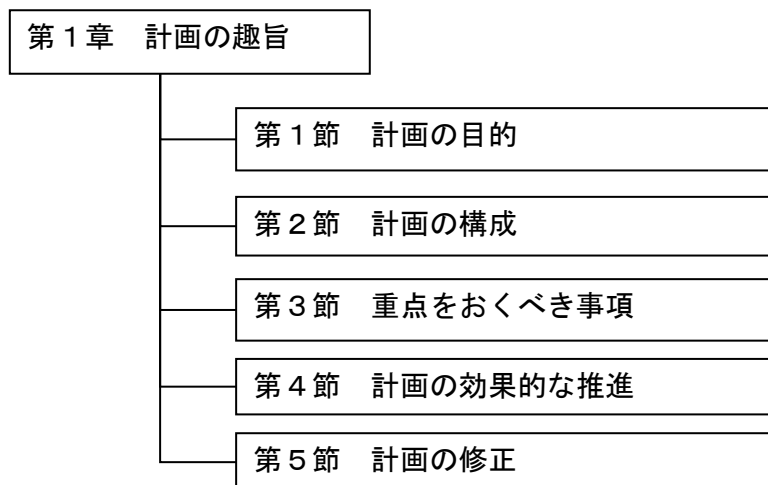 第１章　計画の趣旨
第１節　計画の目的
第２節　計画の構成
第３節　重点をおくべき事項
第４節　計画の効果的な推進
第５節　計画の修正